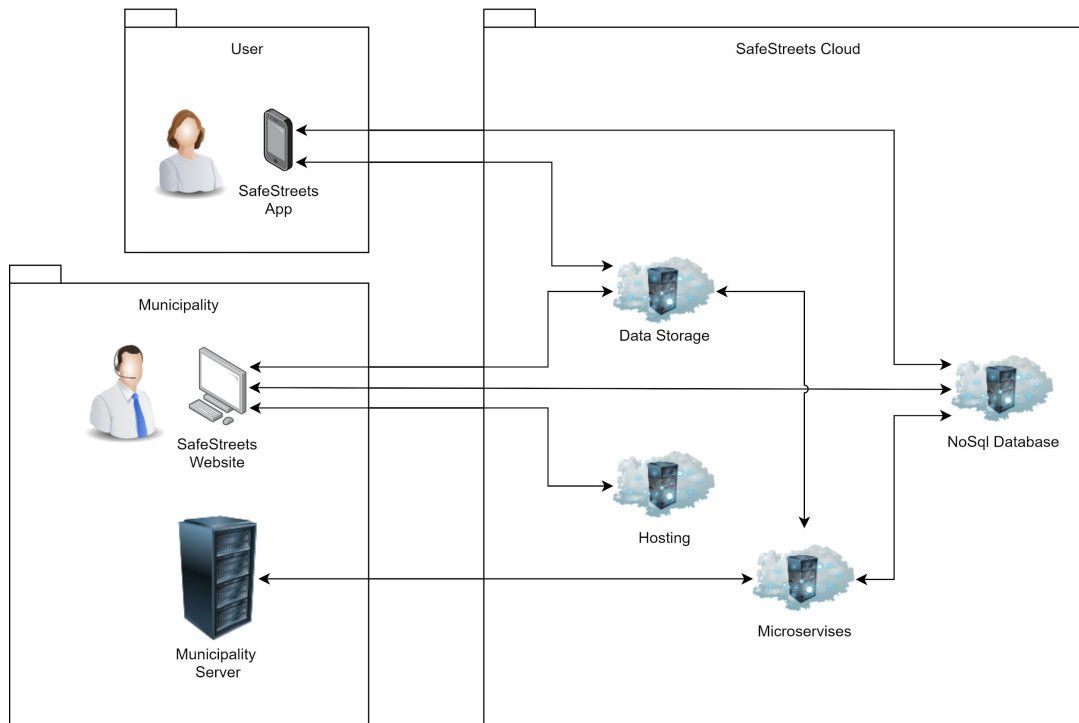 User
SafeStreets Cloud
SafeStreets
App
Municipality
Data Storage
SafeStreets
Website
NoSql Database
Hosting
Microservises
Municipality
Server